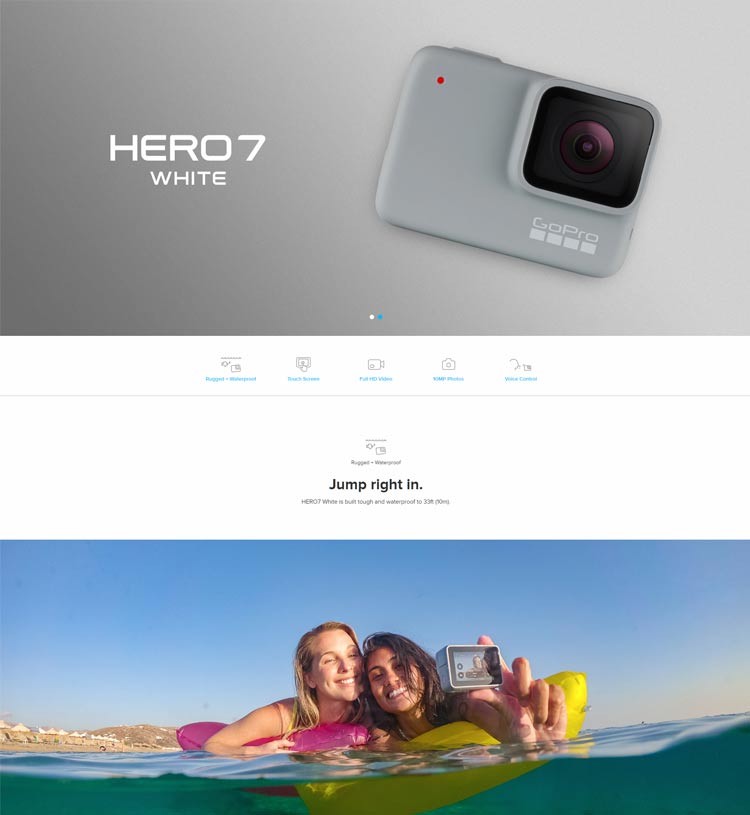 HERO7
WHITE
GoPro
Rugged + Waterproof
Touch Screen
Full HD Video
10MP Photos
Voice Control
Rugged + Waterproof
Jump right in.
HERO7 White is built tough and waterproof to 33ft (10m).